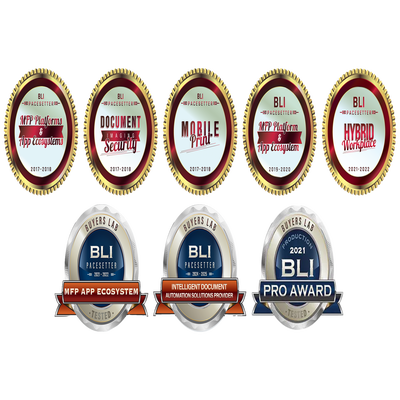 BLI
PACESETTER
MFP Platforms
&
App Ecosystems
2017-2018
BLI
PACESETTER
DOCUMENT
IMAGING
Security
2017-2018
BLI
PACESETTER
MOBILE
Print
2017-2018
BLI
PACESETTER
MFP Platform
&
App Ecosystem
2019-2020
BLI
PACESETTER
HYBRID
Workplace
2021-2023
BUYERS LAB
BLI
PACESETTER
MFP APP ECOSYSTEM
TESTED
BUYERS LAB
BLI
PACESETTER
INTELLIGENT DOCUMENT
AUTOMATION SOLUTIONS PROVIDER
TESTED
BUYERS LAB
PRODUCTION
2021
BLI
PRO AWARD
TESTED